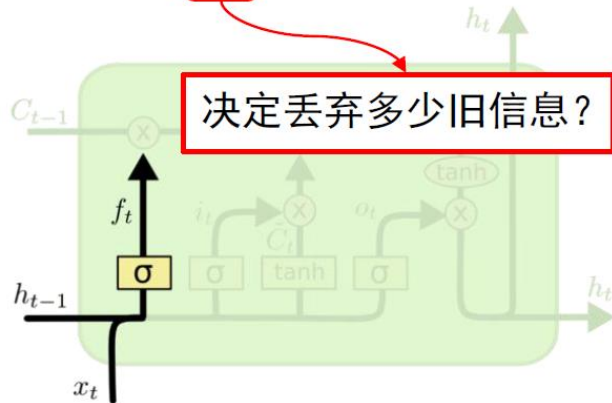 h_t
决定丢弃多少旧信息？
C_{t-1}
×
tanh
f_t
i_t
×
o_t
×
C̃_t
σ
σ
tanh
σ
h_{t-1}
h_t
x_t